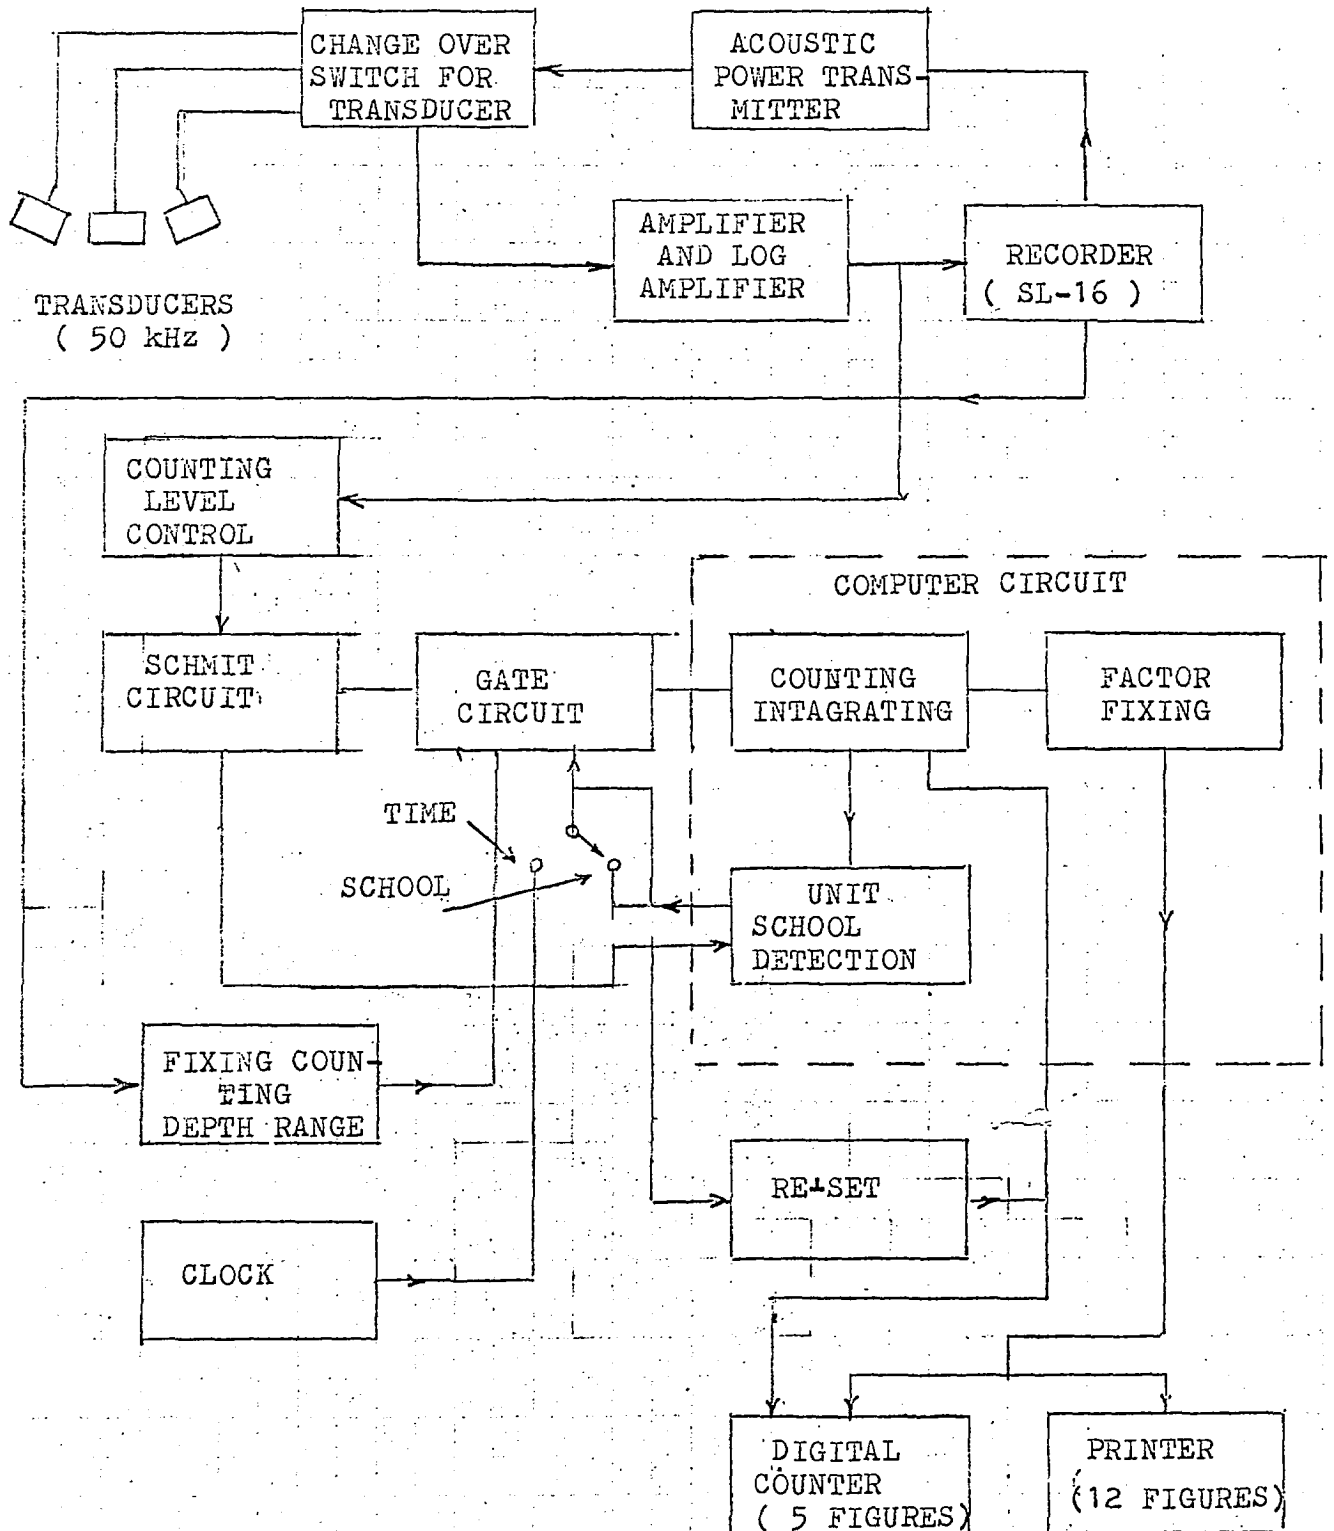 CHANGE OVER
SWITCH FOR
TRANSDUCER
ACOUSTIC
POWER TRANS-
MITTER
AMPLIFIER
AND LOG
AMPLIFIER
RECORDER
( SL-16 )
TRANSDUCERS
( 50 kHz )
COUNTING
LEVEL
CONTROL
COMPUTER CIRCUIT
SCHMIT
CIRCUIT
GATE
CIRCUIT
COUNTING
INTAGRATING
FACTOR
FIXING
TIME
SCHOOL
UNIT
SCHOOL
DETECTION
FIXING COUN-
TING
DEPTH RANGE
RE-SET
CLOCK
DIGITAL
COUNTER
( 5 FIGURES)
PRINTER
(12 FIGURES)